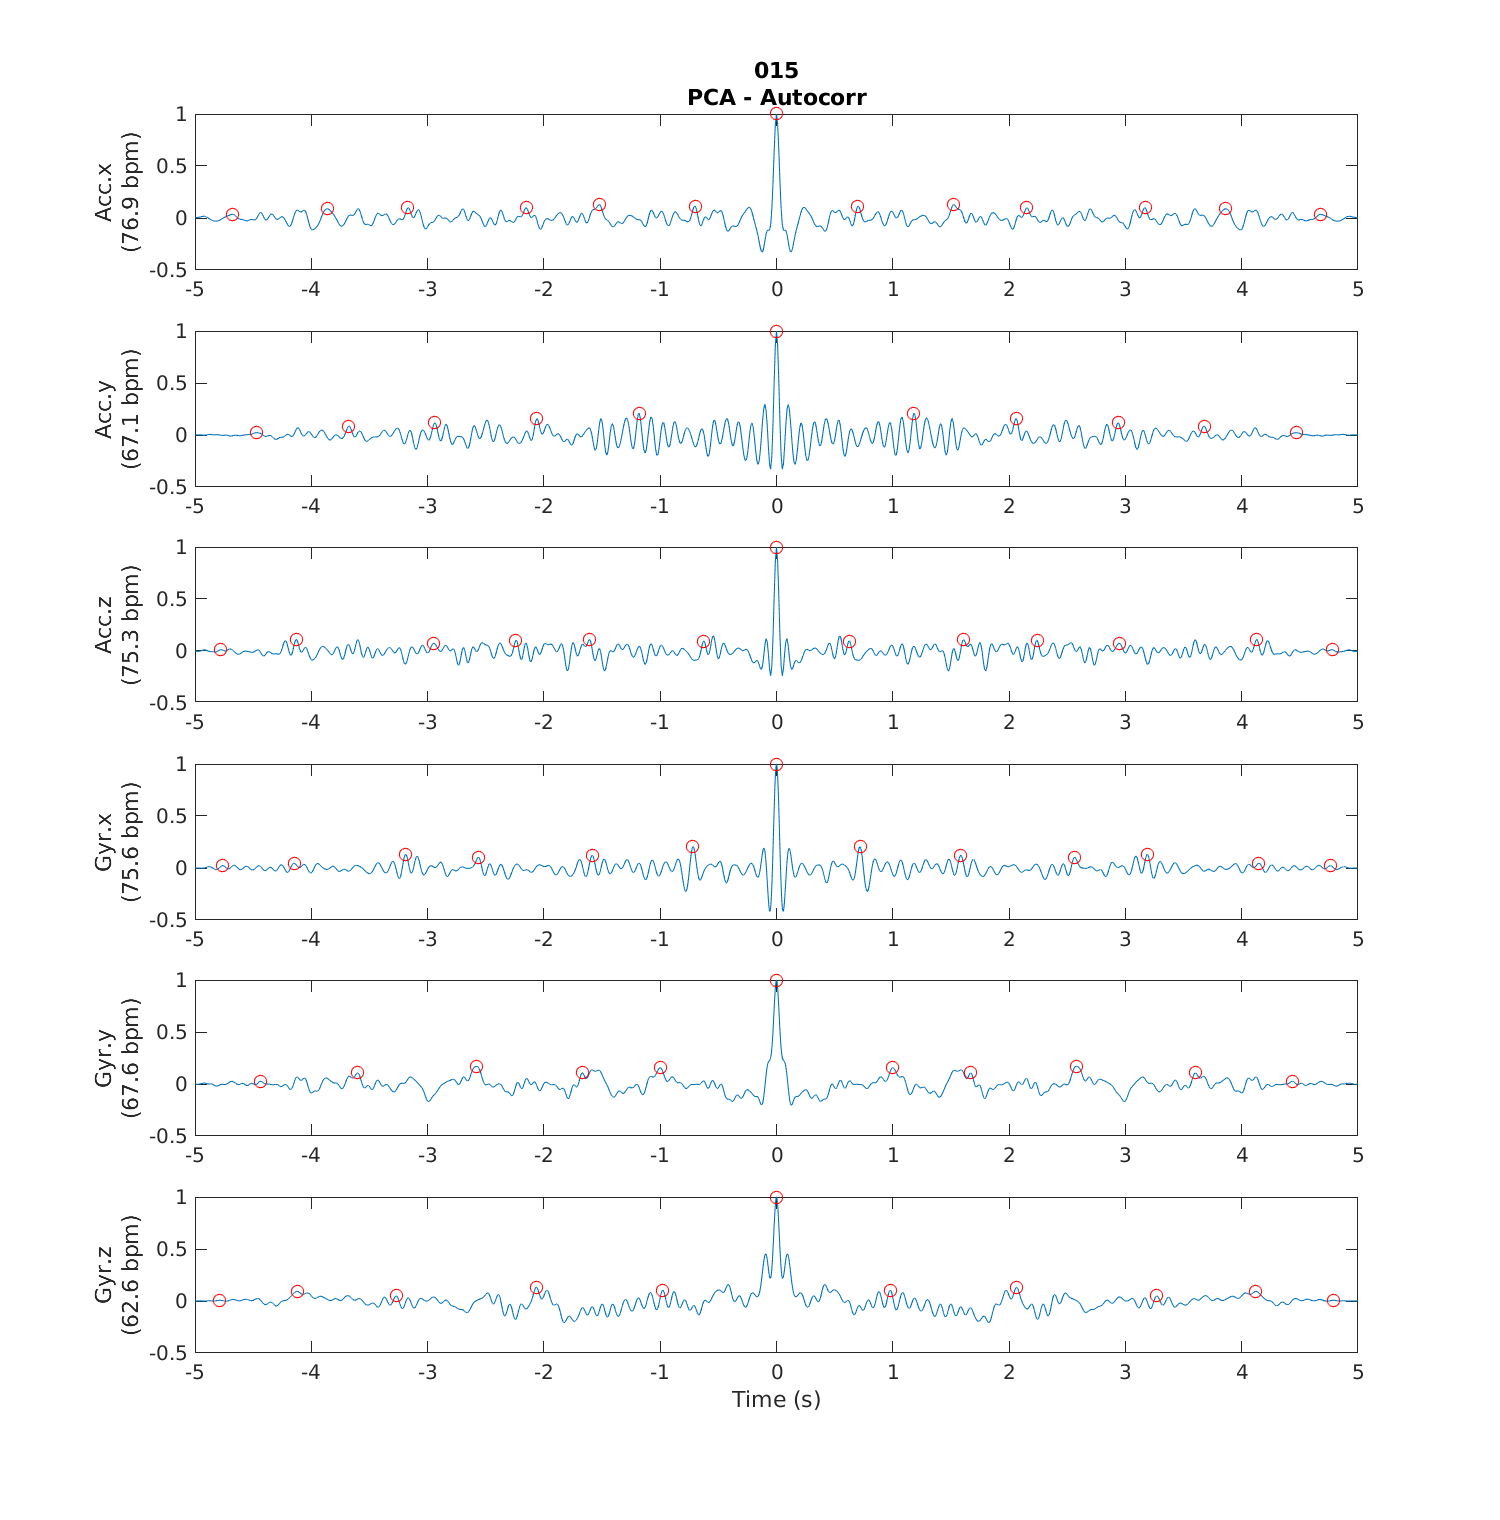 015
PCA - Autocorr
Acc.x
(76.9 bpm)
1
0.5
0
-0.5
-5 -4 -3 -2 -1 0 1 2 3 4 5
Acc.y
(67.1 bpm)
1
0.5
0
-0.5
-5 -4 -3 -2 -1 0 1 2 3 4 5
Acc.z
(75.3 bpm)
1
0.5
0
-0.5
-5 -4 -3 -2 -1 0 1 2 3 4 5
Gyr.x
(75.6 bpm)
1
0.5
0
-0.5
-5 -4 -3 -2 -1 0 1 2 3 4 5
Gyr.y
(67.6 bpm)
1
0.5
0
-0.5
-5 -4 -3 -2 -1 0 1 2 3 4 5
Gyr.z
(62.6 bpm)
1
0.5
0
-0.5
-5 -4 -3 -2 -1 0 1 2 3 4 5
Time (s)